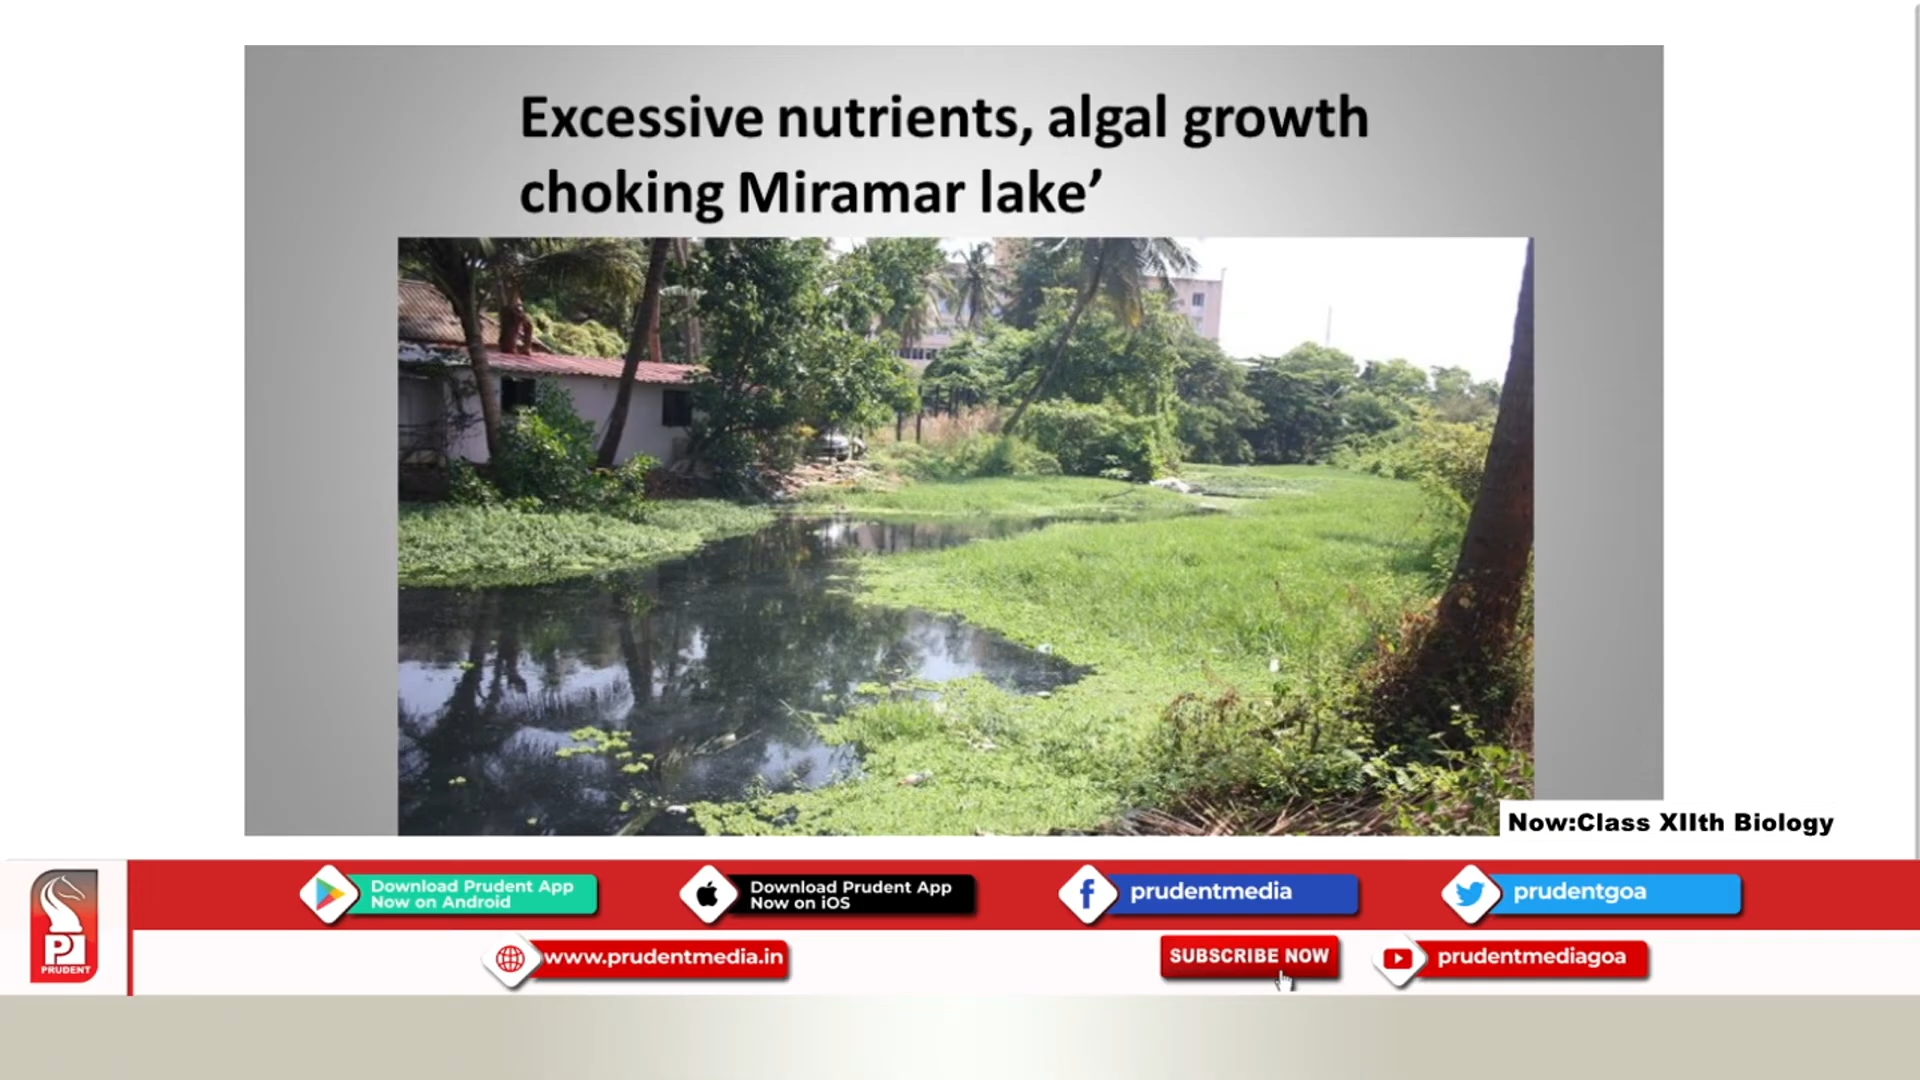 Excessive nutrients, algal growth
choking Miramar lake’
Now:Class XIIth Biology
Download Prudent App
Now on Android
Download Prudent App
Now on iOS
prudentmedia
prudentgoa
PRUDENT
www.prudentmedia.in
SUBSCRIBE NOW
prudentmediagoa